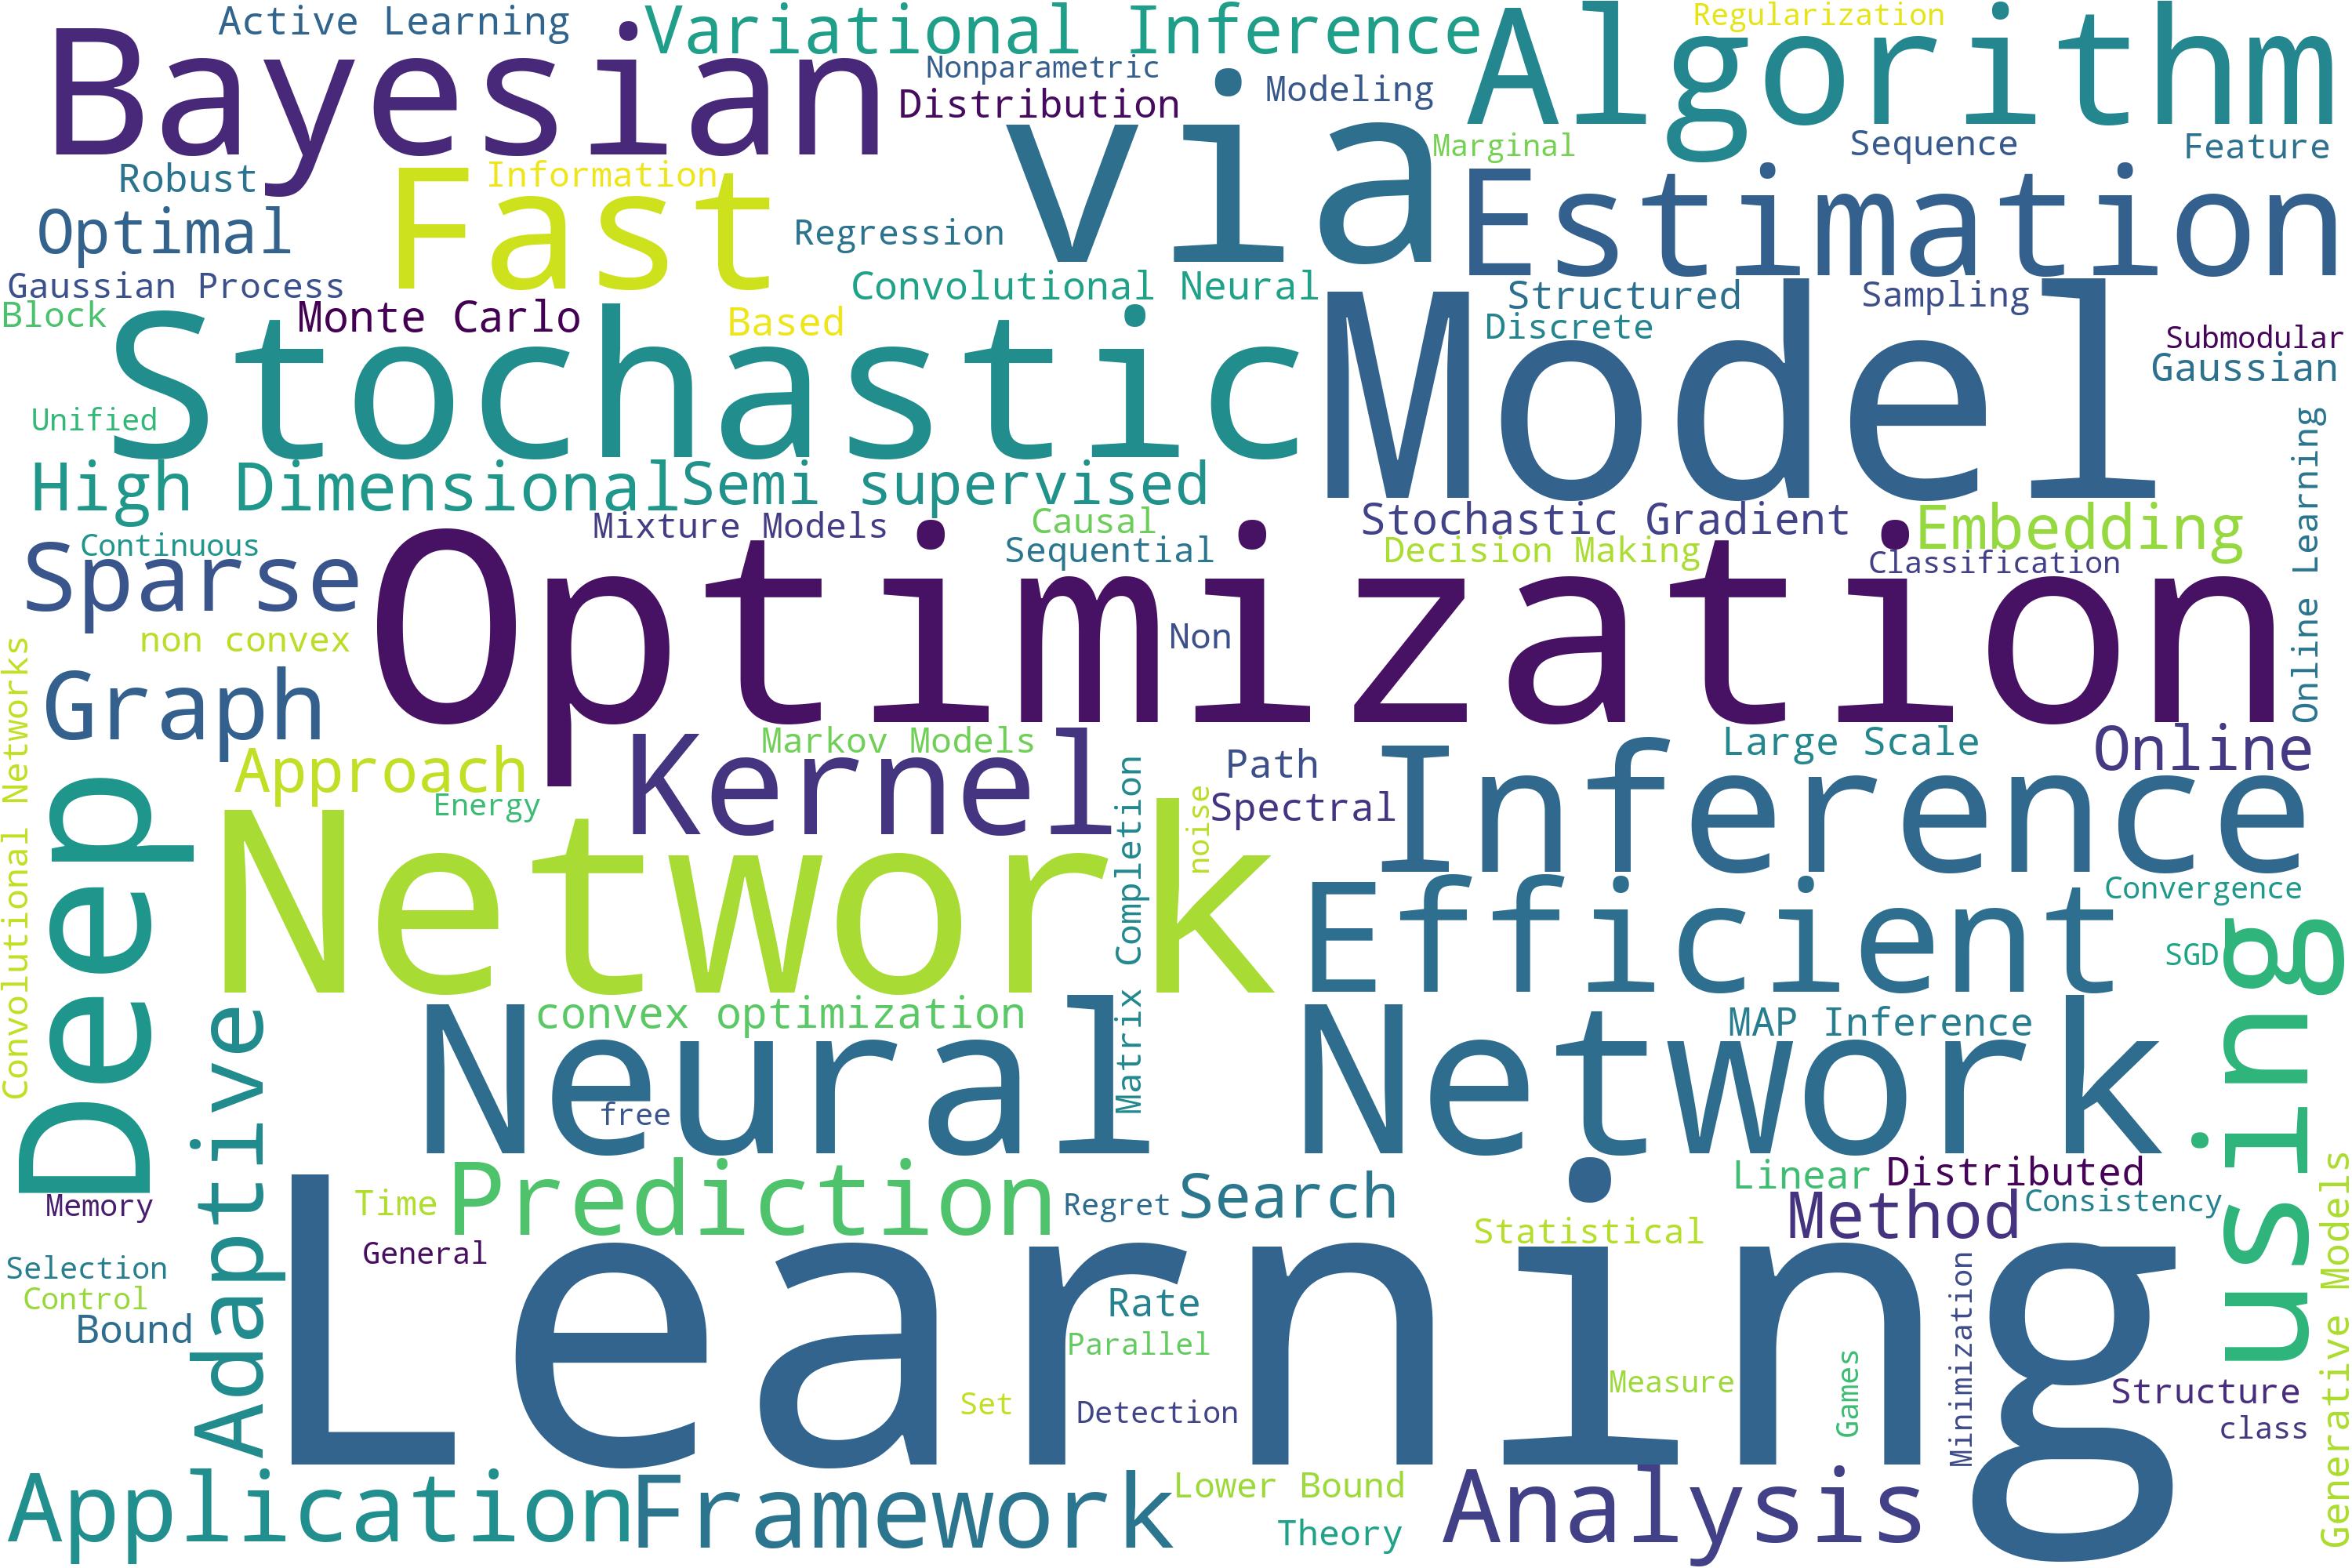 Active Learning
Variational Inference
Regularization
Bayesian
Algorithm
Nonparametric
Modeling
Distribution
via
Marginal
Sequence
Feature
Robust
Information
Fast
Estimation
Optimal
Regression
Gaussian Process
Convolutional Neural
Structured
Sampling
Block
Monte Carlo
Based
Discrete
Submodular
Stochastic
Model
Gaussian
Unified
High Dimensional
Semi supervised
Online Learning
Mixture Models
Causal
Stochastic Gradient
Embedding
Continuous
Sequential
Decision Making
Classification
Sparse
Optimization
non convex
Non
Convolutional Networks
Graph
Markov Models
Large Scale
Online
Approach
Kernel
Path
Inference
Energy
Spectral
Deep
Network
noise
Matrix Completion
Efficient
Convergence
SGD
using
convex optimization
MAP Inference
Adaptive
Neural Network
free
Prediction
Search
Linear
Distributed
Memory
Time
Regret
Method
Consistency
Statistical
General
Selection
Control
Bound
Learning
Rate
Parallel
Measure
Games
Minimization
Generative Models
Set
Detection
Structure
class
Application
Framework
Lower Bound
Analysis
Theory